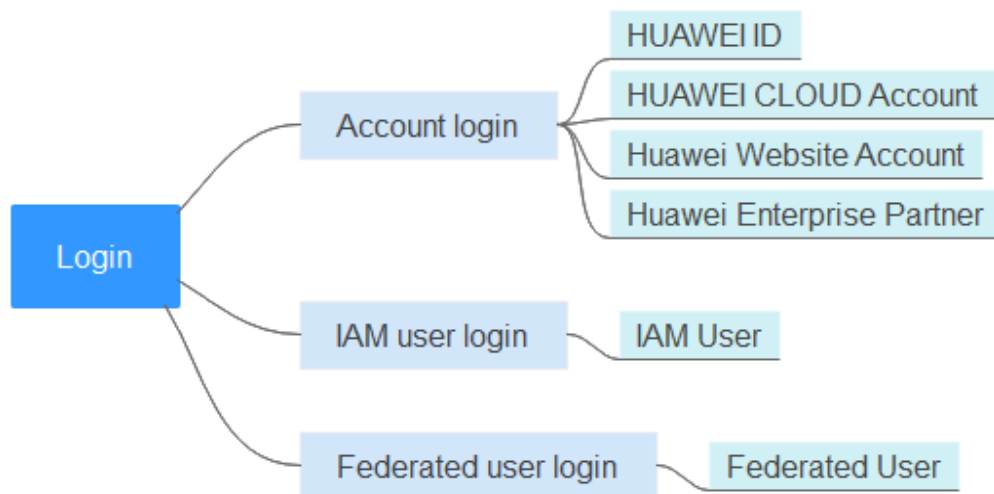 HUAWEI ID
HUAWEI CLOUD Account
Account login
Huawei Website Account
Huawei Enterprise Partner
Login
IAM user login
IAM User
Federated user login
Federated User